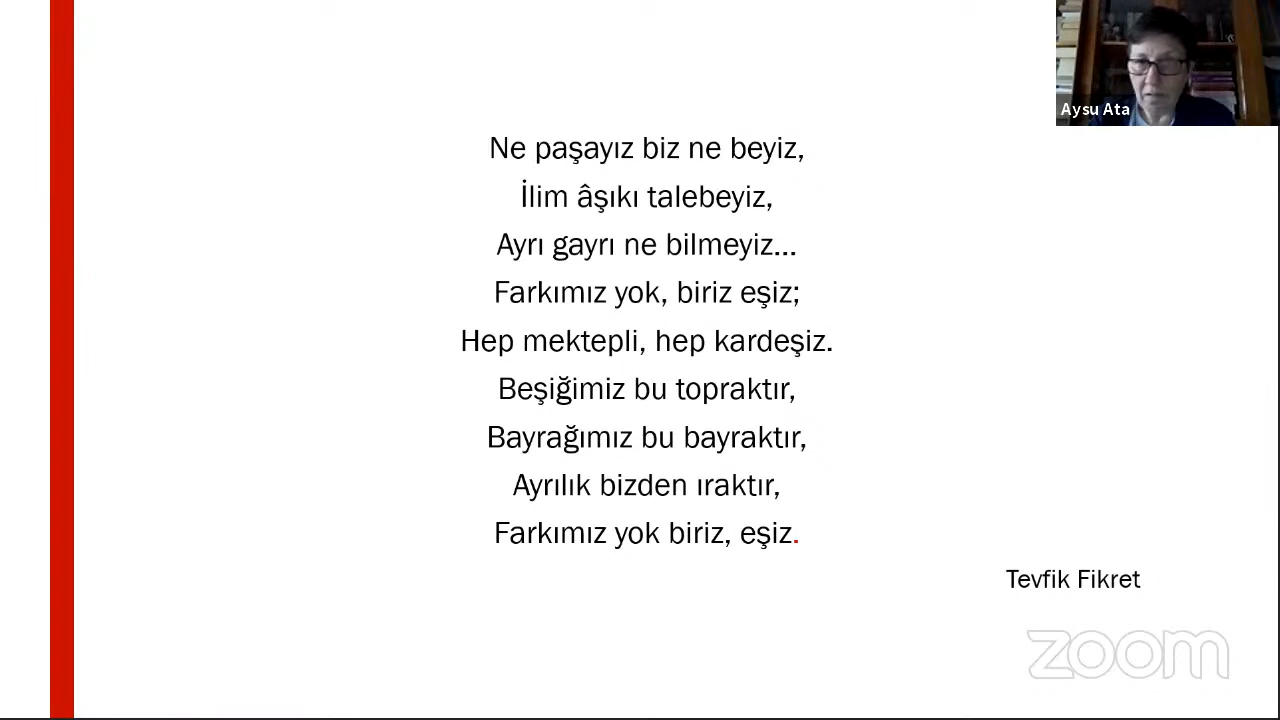 Aysu Ata
Ne paşayız biz ne beyiz,
İlim âşıkı talebeyiz,
Ayrı gayrı ne bilmeyiz...
Farkımız yok, biriz eşiz;
Hep mektepli, hep kardeşiz.
Beşiğimiz bu topraktır,
Bayrağımız bu bayraktır,
Ayrılık bizden ıraktır,
Farkımız yok biriz, eşiz.
Tevfik Fikret
zoom